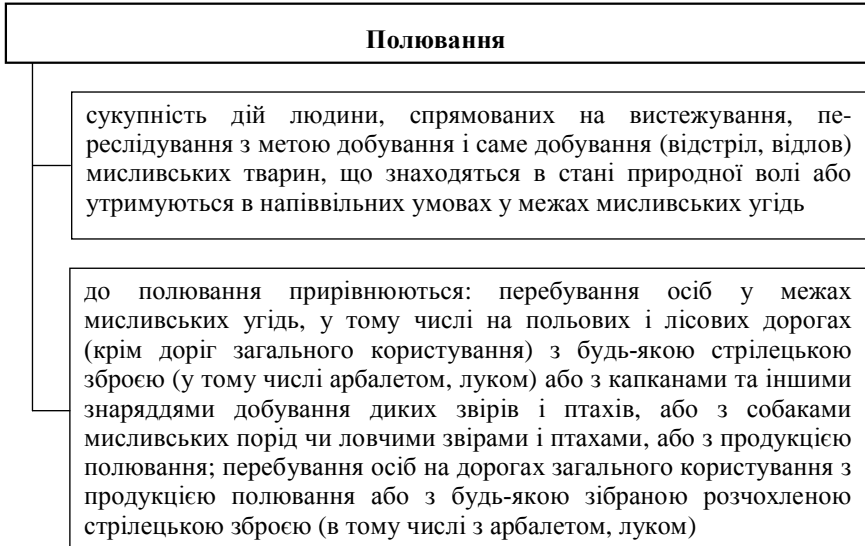 Полювання
сукупність дій людини, спрямованих на вистежування, пе-
реслідування з метою добування і саме добування (відстріл, відлов)
мисливських тварин, що знаходяться в стані природної волі або
утримуються в напіввільних умовах у межах мисливських угідь
до полювання прирівнюються: перебування осіб у межах
мисливських угідь, у тому числі на польових і лісових дорогах
(крім доріг загального користування) з будь-якою стрілецькою
зброєю (у тому числі арбалетом, луком) або з капканами та іншими
знаряддями добування диких звірів і птахів, або з собаками
мисливських порід чи ловчими звірами і птахами, або з продукцією
полювання; перебування осіб на дорогах загального користування з
продукцією полювання або з будь-якою зібраною розчохленою
стрілецькою зброєю (в тому числі з арбалетом, луком)